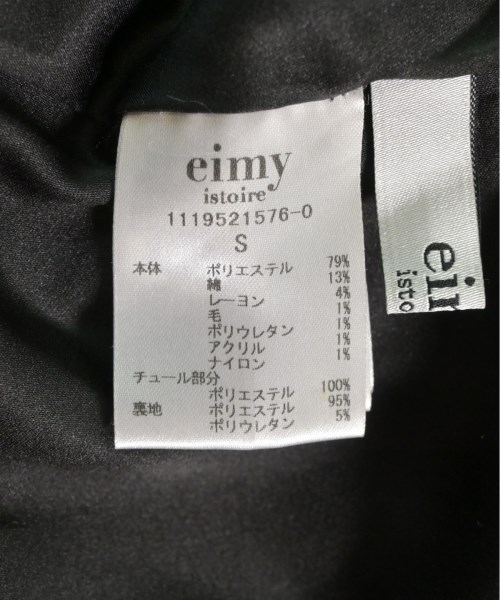 eimy
istoire
1119521576-0
S
本体 ポリエステル 79%
綿 13%
レーヨン 4%
毛 1%
ポリウレタン 1%
アクリル 1%
ナイロン 1%
チュール部分
ポリエステル 100%
裏地 ポリエステル 95%
ポリウレタン 5%